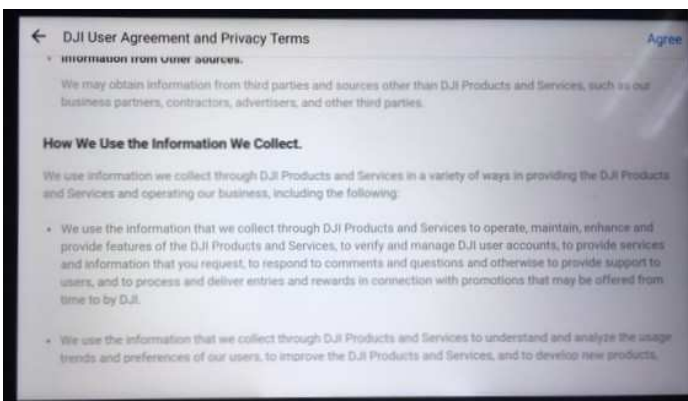 ← DJI User Agreement and Privacy Terms
Agree
• Information from Other Sources.
We may obtain information from third parties and sources other than DJI Products and Services, such as our
business partners, contractors, advertisers, and other third parties.
How We Use the Information We Collect.
We use information we collect through DJI Products and Services in a variety of ways in providing the DJI Products
and Services and operating our business, including the following:
• We use the information that we collect through DJI Products and Services to operate, maintain, enhance and
provide features of the DJI Products and Services, to verify and manage DJI user accounts, to provide services
and information that you request, to respond to comments and questions and otherwise to provide support to
users, and to process and deliver entries and rewards in connection with promotions that may be offered from
time to by DJI.
• We use the information that we collect through DJI Products and Services to understand and analyze the usage
trends and preferences of our users, to improve the DJI Products and Services, and to develop new products,